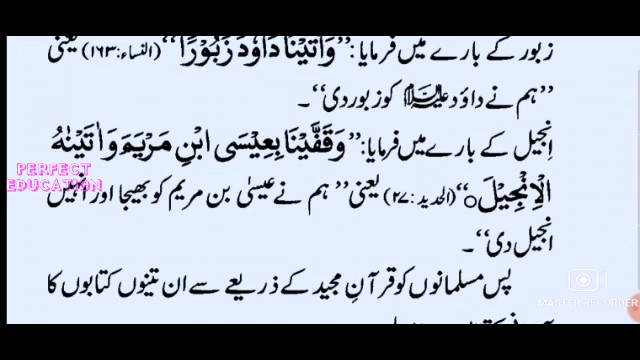 زبور کے بارے میں فرمایا: ”وَاٰتَیْنَا دَاوٗدَ زَبُوْرًا“ (النساء:۱۶۳) یعنی
”ہم نے داؤد علیہ السلام کو زبور دی“۔
اِنجیل کے بارے میں فرمایا: ”وَقَفَّیْنَا بِعِیْسَی ابْنِ مَرْیَمَ وَاٰتَیْنٰہُ
الْاِنْجِیْلَ“ (الحدید:۲۷) یعنی ”ہم نے عیسیٰ بن مریم کو بھیجا اور انہیں
انجیل دی“۔
پس مسلمانوں کو قرآنِ مجید کے ذریعے سے ان تینوں کتابوں کا
PERFECT
EDUCATION
MASTER RECORDER